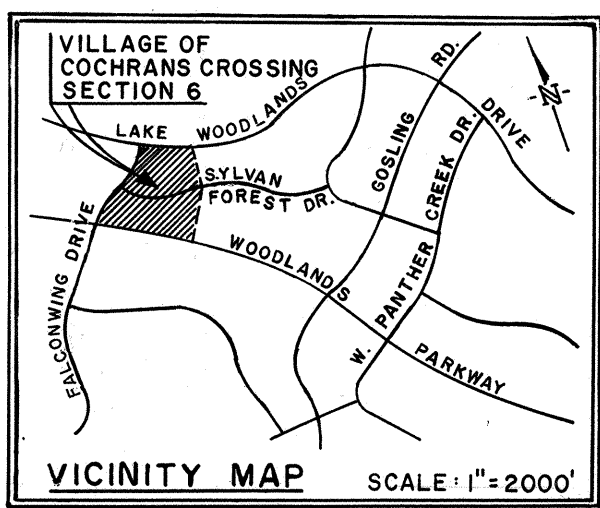 VILLAGE OF
COCHRANS CROSSING
SECTION 6
LAKE WOODLANDS DRIVE
GOSLING RD.
SYLVAN
FOREST DR.
W. PANTHER CREEK DR.
FALCONWING DRIVE
WOODLANDS PARKWAY
N
VICINITY MAP
SCALE : 1" = 2000'